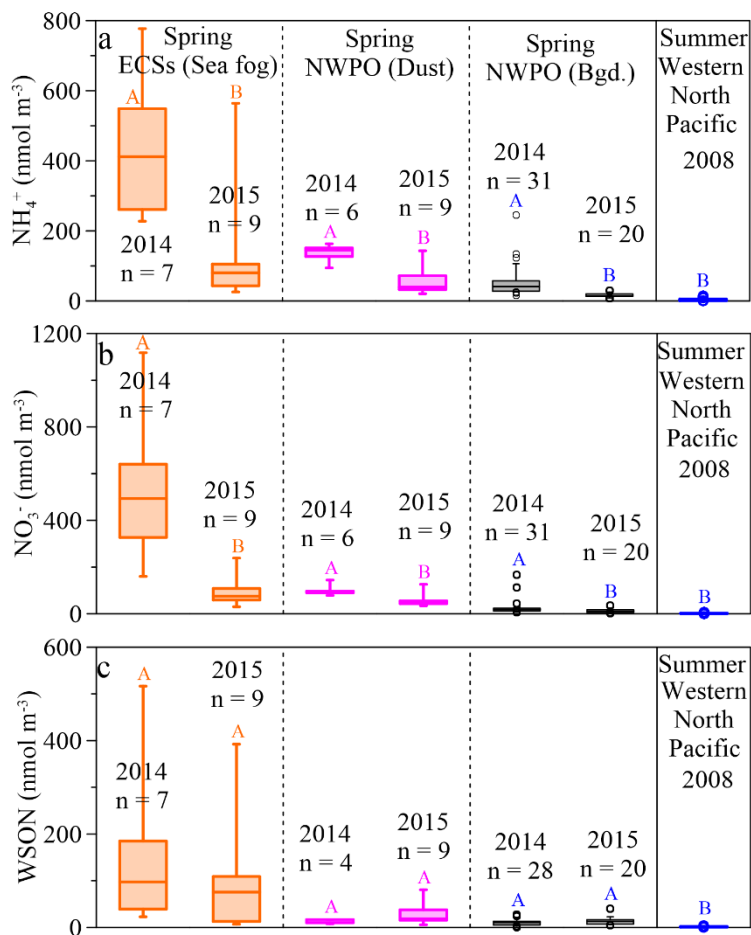 a
Spring
ECSs (Sea fog)
Spring
NWPO (Dust)
Spring
NWPO (Bgd.)
Summer
Western
North
Pacific
2008
NH₄⁺ (nmol m⁻³)
800
600
400
200
0
A
2014
n = 7
B
2015
n = 9
2014
n = 6
A
2015
n = 9
B
2014
n = 31
A
2015
n = 20
B
B
b
NO₃⁻ (nmol m⁻³)
1200
800
400
0
A
2014
n = 7
2015
n = 9
B
2014
n = 6
A
2015
n = 9
B
2014
n = 31
A
2015
n = 20
B
Summer
Western
North
Pacific
2008
B
c
WSON (nmol m⁻³)
600
400
200
0
A
2014
n = 7
2015
n = 9
A
2014
n = 4
A
2015
n = 9
A
2014
n = 28
A
2015
n = 20
A
Summer
Western
North
Pacific
2008
B